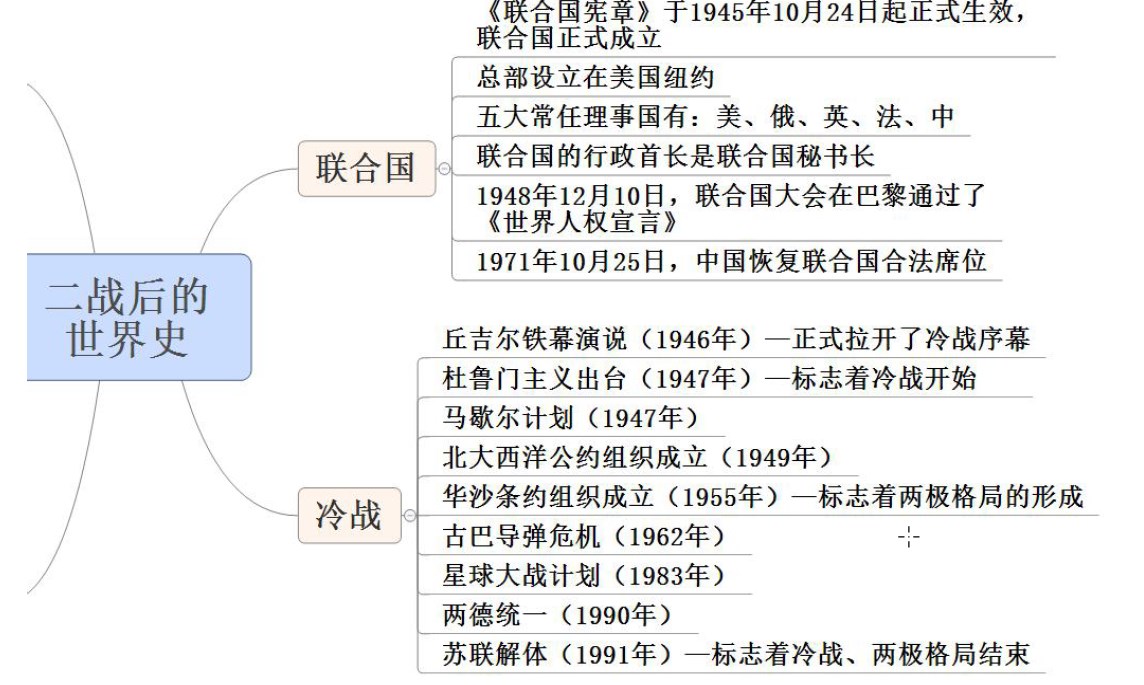 《联合国宪章》于1945年10月24日起正式生效，
联合国正式成立
总部设立在美国纽约
五大常任理事国有：美、俄、英、法、中
联合国
联合国的行政首长是联合国秘书长
1948年12月10日，联合国大会在巴黎通过了
《世界人权宣言》
1971年10月25日，中国恢复联合国合法席位
二战后的
世界史
丘吉尔铁幕演说（1946年）—正式拉开了冷战序幕
杜鲁门主义出台（1947年）—标志着冷战开始
马歇尔计划（1947年）
北大西洋公约组织成立（1949年）
华沙条约组织成立（1955年）—标志着两极格局的形成
冷战
古巴导弹危机（1962年）
星球大战计划（1983年）
两德统一（1990年）
苏联解体（1991年）—标志着冷战、两极格局结束